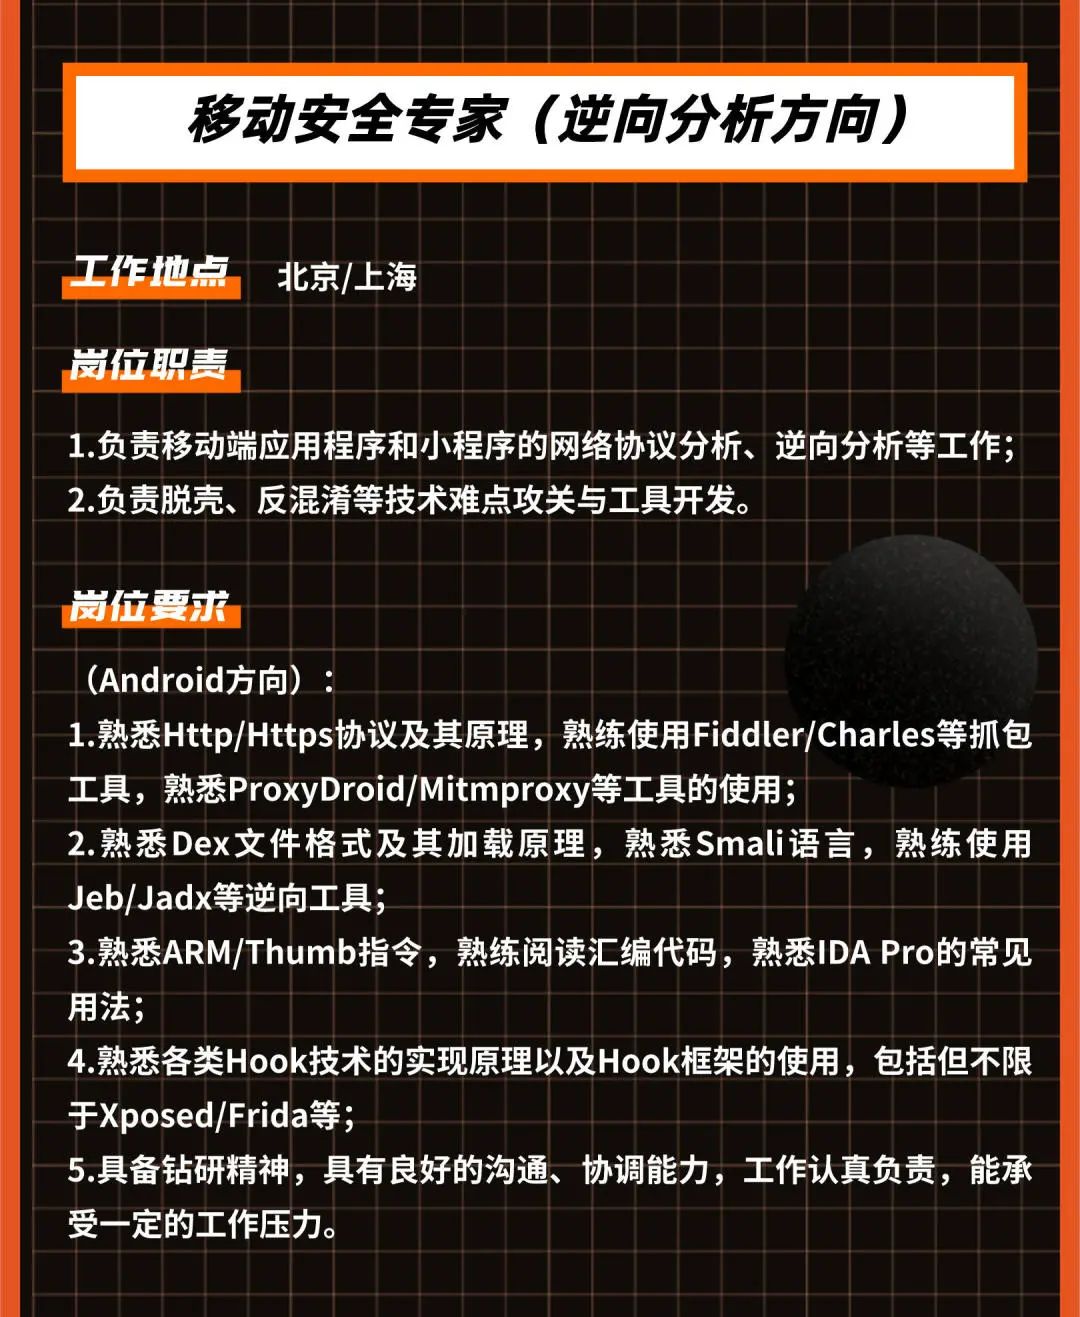 移动安全专家（逆向分析方向）
工作地点 北京/上海
岗位职责
1.负责移动端应用程序和小程序的网络协议分析、逆向分析等工作；
2.负责脱壳、反混淆等技术难点攻关与工具开发。
岗位要求
（Android方向）：
1.熟悉Http/Https协议及其原理，熟练使用Fiddler/Charles等抓包
工具，熟悉ProxyDroid/Mitmproxy等工具的使用；
2.熟悉Dex文件格式及其加载原理，熟悉Smali语言，熟练使用
Jeb/Jadx等逆向工具；
3.熟悉ARM/Thumb指令，熟练阅读汇编代码，熟悉IDA Pro的常见
用法；
4.熟悉各类Hook技术的实现原理以及Hook框架的使用，包括但不限
于Xposed/Frida等；
5.具备钻研精神，具有良好的沟通、协调能力，工作认真负责，能承
受一定的工作压力。